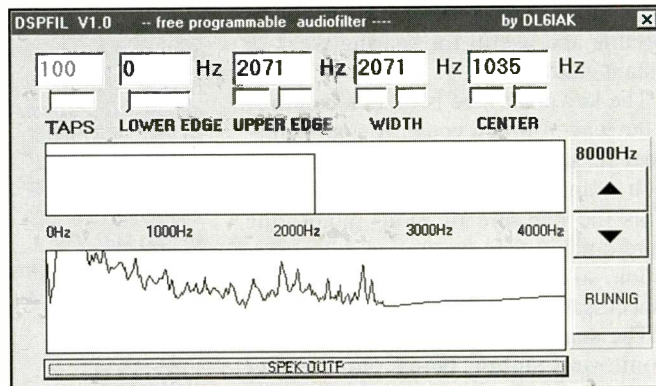 DSPFIL V1.0 -- free programmable audiofilter ---- by DL6IAK
100 0 Hz 2071 Hz 2071 Hz 1035 Hz
TAPS LOWER EDGE UPPER EDGE WIDTH CENTER
8000Hz
0Hz 1000Hz 2000Hz 3000Hz 4000Hz
RUNNIG
SPEK OUTP